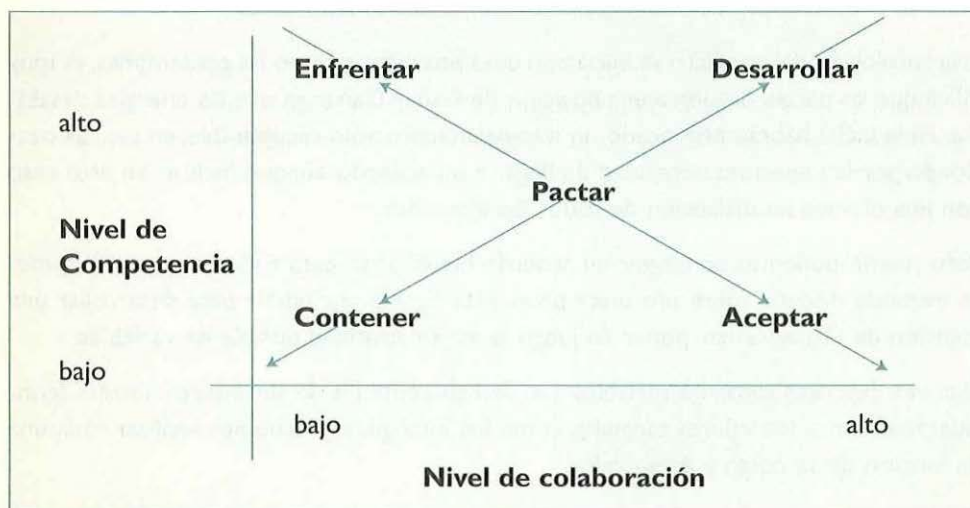 Enfrentar Desarrollar
alto
Pactar
Nivel de
Competencia
Contener Aceptar
bajo
bajo alto
Nivel de colaboración